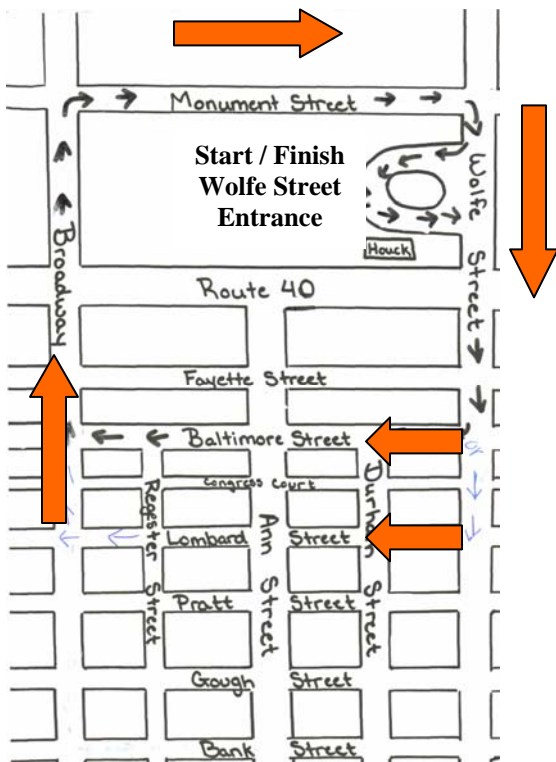 Monument Street
Start / Finish
Wolfe Street
Entrance
Wolfe Street
Houck
Broadway
Route 40
Fayette Street
Baltimore Street
or
Congress Court
Regester Street
Ann Street
Durham Street
Lombard Street
Pratt Street
Gough Street
Bank Street